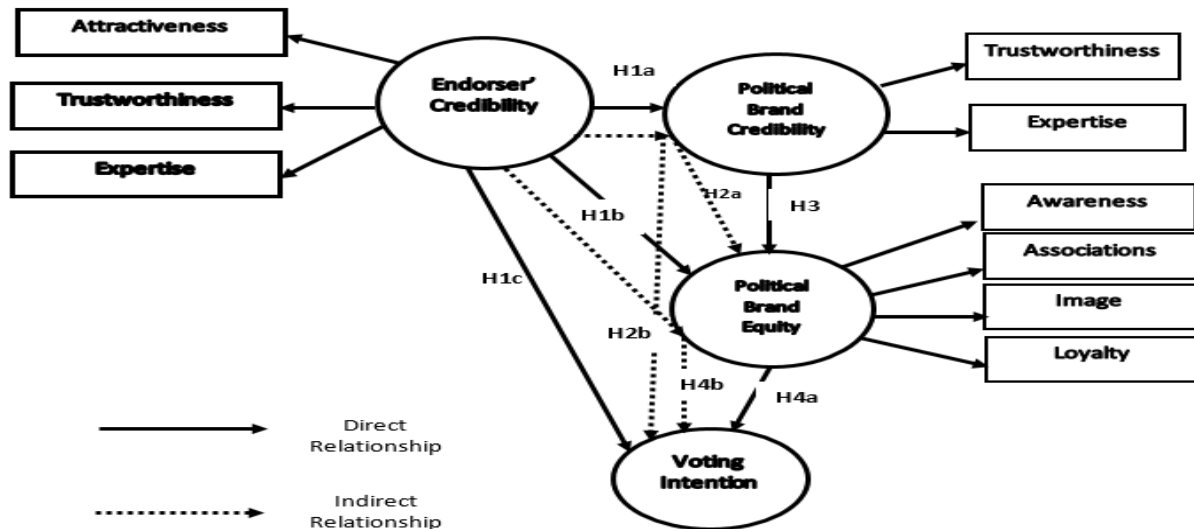 Attractiveness
Trustworthiness
Expertise
Endorser'
Credibility
H1a
Political
Brand
Credibility
Trustworthiness
Expertise
H1b
H2a
H3
H1c
Political
Brand
Equity
Awareness
Associations
Image
Loyalty
H2b
H4b
H4a
Voting
Intention
Direct
Relationship
Indirect
Relationship